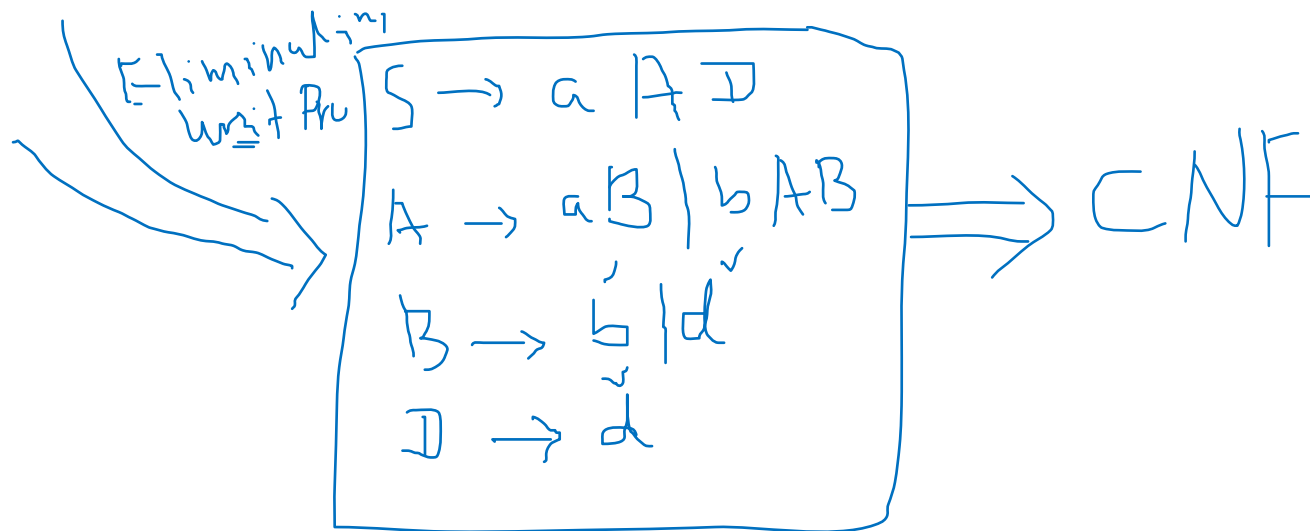 Eliminating
unit Pro
S → a A D
A → aB | bAB
B → b | d
D → d
CNF